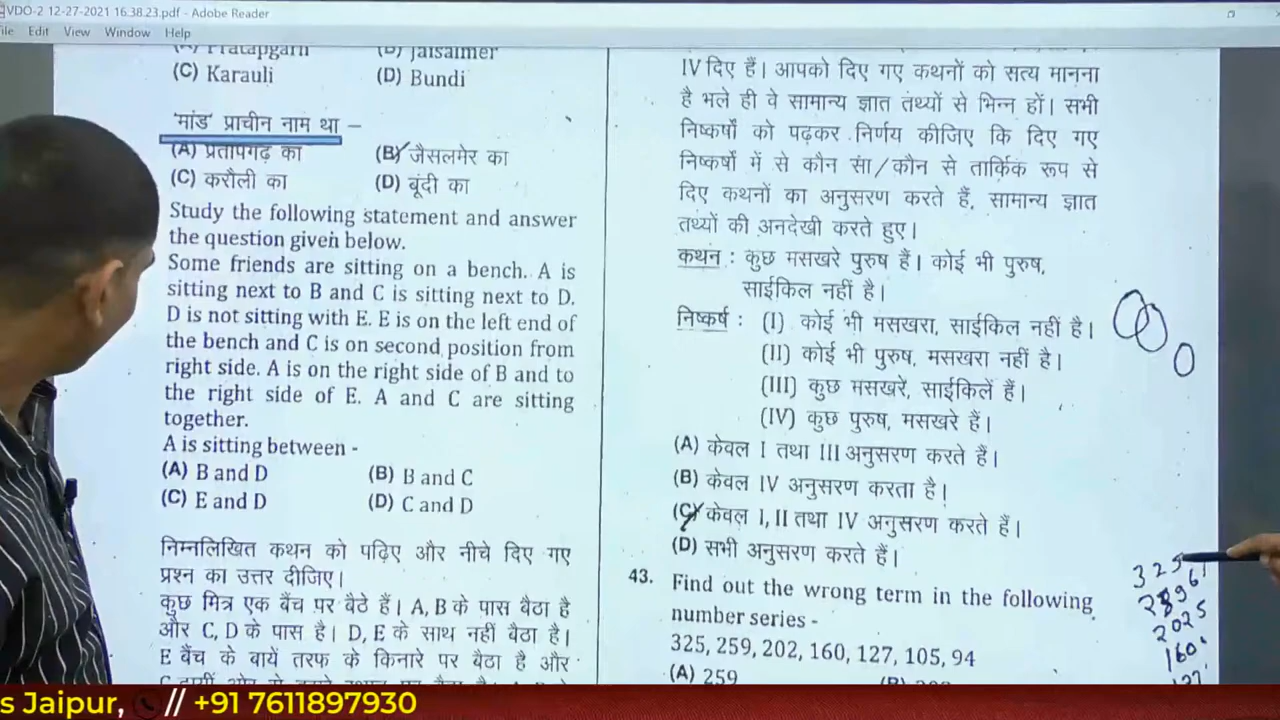 VDO-2 12-27-2021 16.38.23.pdf - Adobe Reader
File Edit View Window Help
Pratapgarh (B) Jaisalmer
(C) Karauli (D) Bundi
'मांड' प्राचीन नाम था –
(A) प्रतापगढ़ का (B) जैसलमेर का
(C) करौली का (D) बूंदी का
Study the following statement and answer
the question given below.
Some friends are sitting on a bench. A is
sitting next to B and C is sitting next to D.
D is not sitting with E. E is on the left end of
the bench and C is on second position from
right side. A is on the right side of B and to
the right side of E. A and C are sitting
together.
A is sitting between -
(A) B and D (B) B and C
(C) E and D (D) C and D
निम्नलिखित कथन को पढ़िए और नीचे दिए गए
प्रश्न का उत्तर दीजिए।
कुछ मित्र एक बैंच पर बैठे हैं। A, B के पास बैठा है
और C, D के पास है। D, E के साथ नहीं बैठा है।
E बैंच के बायें तरफ के किनारे पर बैठा है और
IV दिए हैं। आपको दिए गए कथनों को सत्य मानना
है भले ही वे सामान्य ज्ञात तथ्यों से भिन्न हों। सभी
निष्कर्षों को पढ़कर निर्णय कीजिए कि दिए गए
निष्कर्षों में से कौन सा/कौन से तार्किक रूप से
दिए कथनों का अनुसरण करते हैं, सामान्य ज्ञात
तथ्यों की अनदेखी करते हुए।
कथन : कुछ मसखरे पुरुष हैं। कोई भी पुरुष,
साईकिल नहीं है।
निष्कर्ष : (I) कोई भी मसखरा, साईकिल नहीं है।
(II) कोई भी पुरुष, मसखरा नहीं है।
(III) कुछ मसखरें, साईकिलें हैं।
(IV) कुछ पुरुष, मसखरे हैं।
(A) केवल I तथा III अनुसरण करते हैं।
(B) केवल IV अनुसरण करता है।
(C) केवल I, II तथा IV अनुसरण करते हैं।
(D) सभी अनुसरण करते हैं।
43. Find out the wrong term in the following
number series -
325, 259, 202, 160, 127, 105, 94
(A) 259
325
202
160
127
s Jaipur, // +91 7611897930